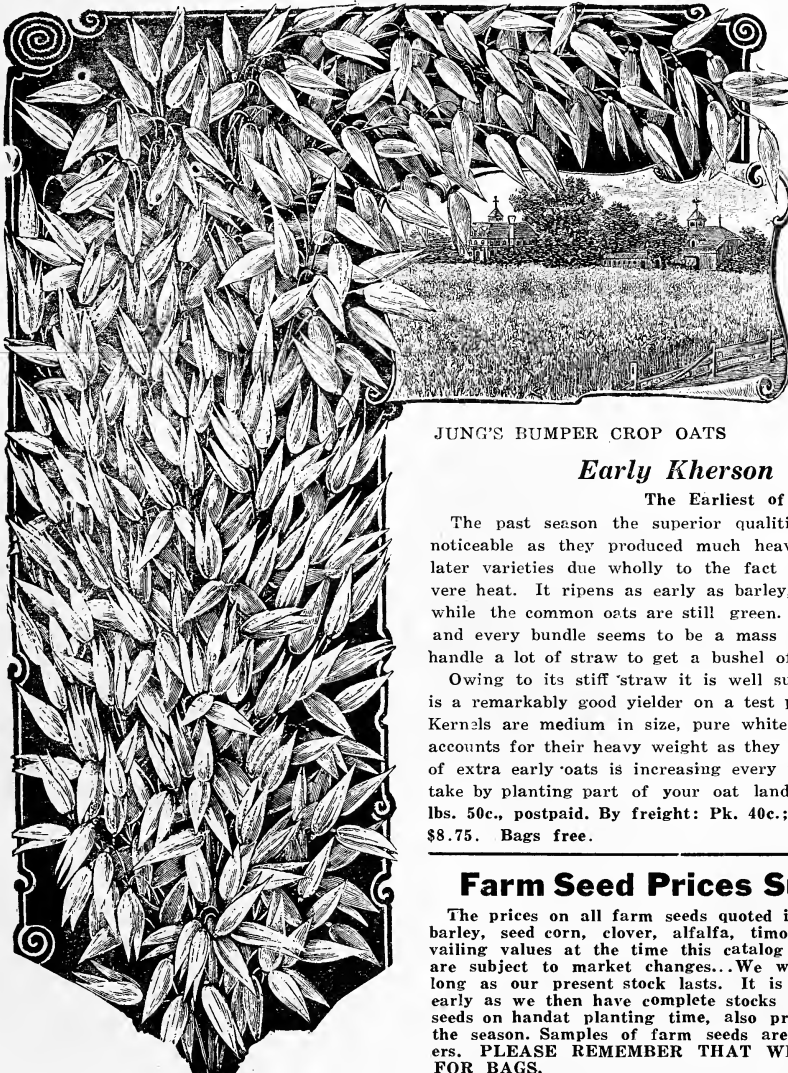 JUNG'S BUMPER CROP OATS
Early Kherson
The Earliest of
The past season the superior qualiti
noticeable as they produced much heav
later varieties due wholly to the fact
vere heat. It ripens as early as barley,
while the common oats are still green.
and every bundle seems to be a mass
handle a lot of straw to get a bushel of
Owing to its stiff straw it is well su
is a remarkably good yielder on a test p
Kernels are medium in size, pure white
accounts for their heavy weight as they
of extra early oats is increasing every
take by planting part of your oat land
lbs. 50c., postpaid. By freight: Pk. 40c.;
$8.75. Bags free.
Farm Seed Prices Su
The prices on all farm seeds quoted i
barley, seed corn, clover, alfalfa, timo
vailing values at the time this catalog
are subject to market changes...We w
long as our present stock lasts. It is
early as we then have complete stocks
seeds on handat planting time, also pr
the season. Samples of farm seeds are
ers. PLEASE REMEMBER THAT WE
FOR BAGS.